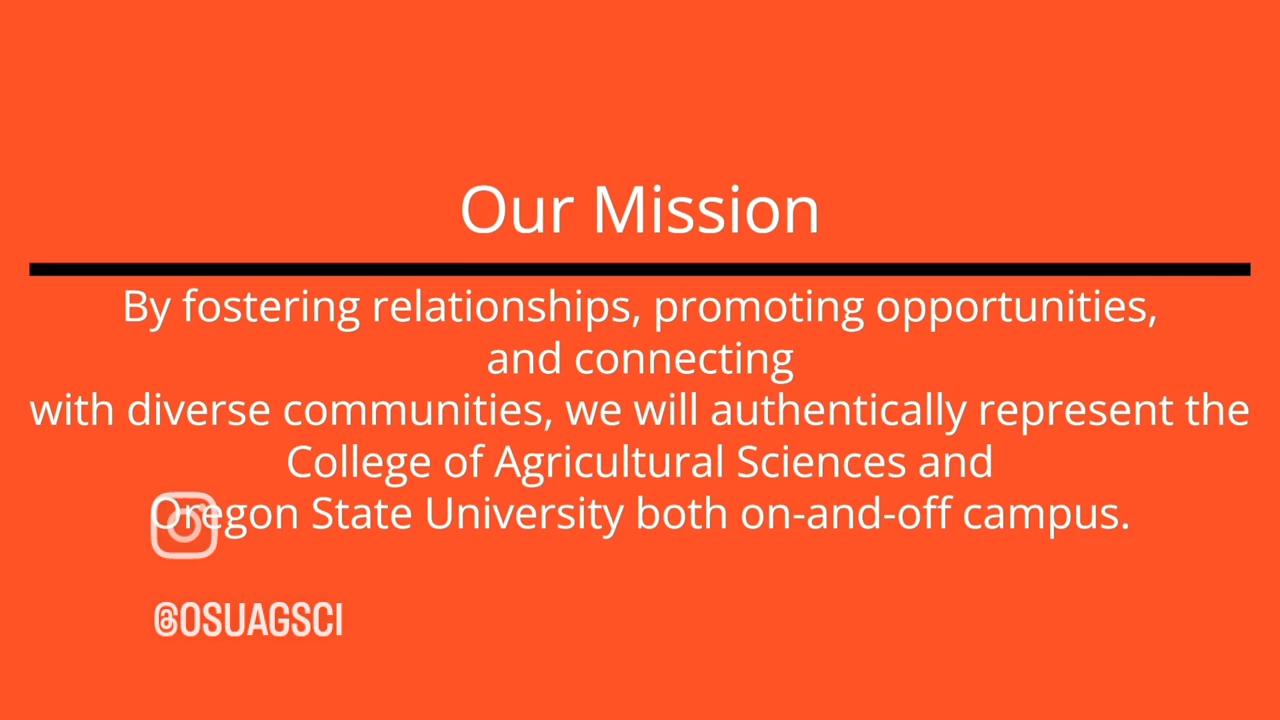 Our Mission
By fostering relationships, promoting opportunities,
and connecting
with diverse communities, we will authentically represent the
College of Agricultural Sciences and
Oregon State University both on-and-off campus.
@OSUAGSCI